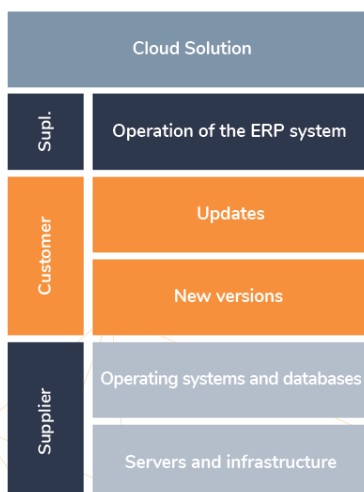 Cloud Solution
Supl.
Operation of the ERP system
Customer
Updates
New versions
Supplier
Operating systems and databases
Servers and infrastructure